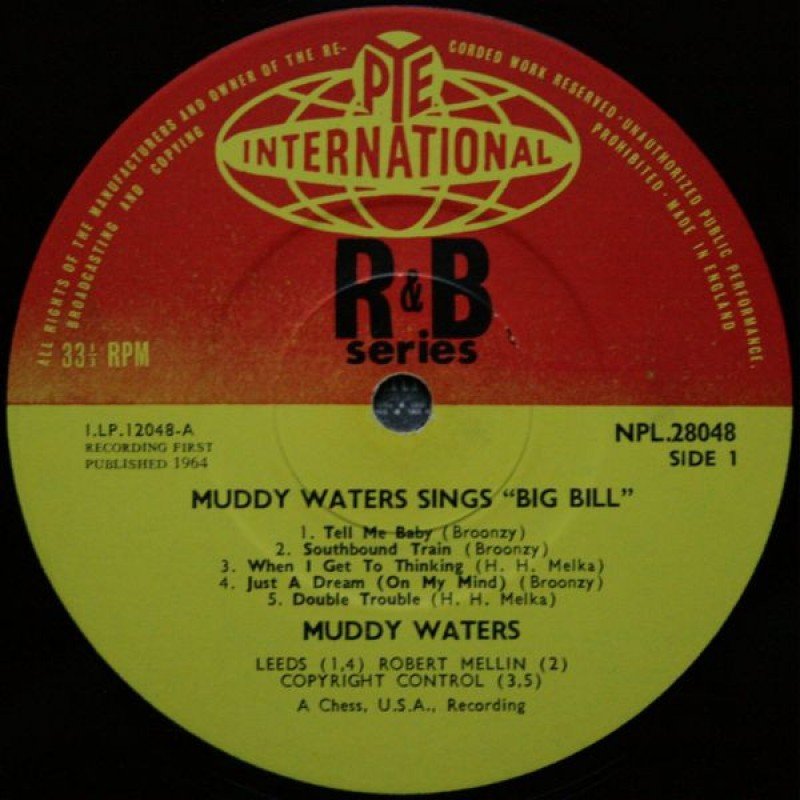 ALL RIGHTS OF THE MANUFACTURERS AND OWNER OF THE RE-CORDED WORK RESERVED·UNAUTHORIZED PUBLIC PERFORMANCE,
BROADCASTING AND COPYING PROHIBITED·MADE IN ENGLAND
PYE
INTERNATIONAL
R&B
series
33⅓ RPM
1.LP.12048-A
RECORDING FIRST
PUBLISHED 1964
NPL.28048
SIDE 1
MUDDY WATERS SINGS “BIG BILL”
1. Tell Me Baby (Broonzy)
2. Southbound Train (Broonzy)
3. When I Get To Thinking (H. H. Melka)
4. Just A Dream (On My Mind) (Broonzy)
5. Double Trouble (H. H. Melka)
MUDDY WATERS
LEEDS (1,4) ROBERT MELLIN (2)
COPYRIGHT CONTROL (3,5)
A Chess, U.S.A., Recording